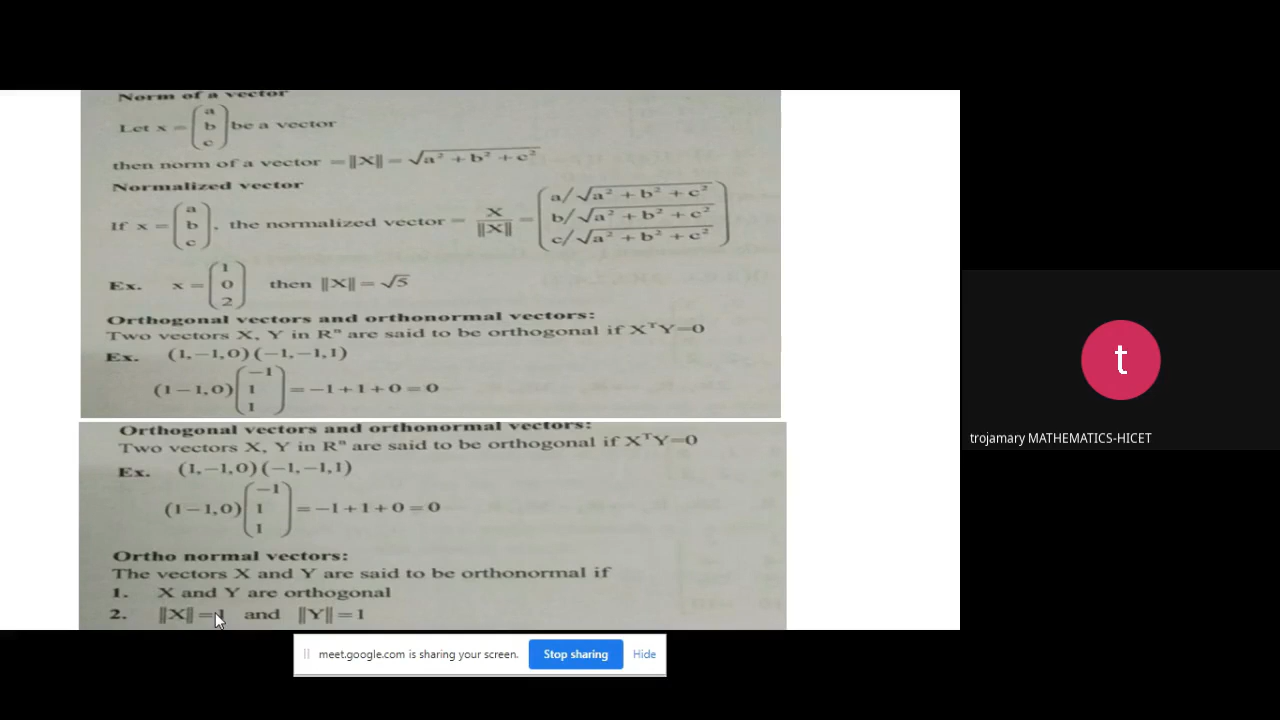 Norm of a vector
Let x = (a b c) be a vector
then norm of a vector = ‖X‖ = √a² + b² + c²
Normalized vector
If x = (a b c), the normalized vector = X/‖X‖ = (a/√a² + b² + c² b/√a² + b² + c² c/√a² + b² + c²)
Ex. x = (1 0 2) then ‖X‖ = √5
Orthogonal vectors and orthonormal vectors:
Two vectors X, Y in Rⁿ are said to be orthogonal if XᵀY=0
Ex. (1,−1,0)(−1,−1,1)
(1−1,0)(−1 1 1) = −1+1+0=0
Orthogonal vectors and orthonormal vectors:
Two vectors X, Y in Rⁿ are said to be orthogonal if XᵀY=0
Ex. (1,−1,0)(−1,−1,1)
(1−1,0)(−1 1 1) = −1+1+0=0
Ortho normal vectors:
The vectors X and Y are said to be orthonormal if
1. X and Y are orthogonal
2. ‖X‖=1 and ‖Y‖=1
t
trojamary MATHEMATICS-HICET
meet.google.com is sharing your screen.
Stop sharing
Hide